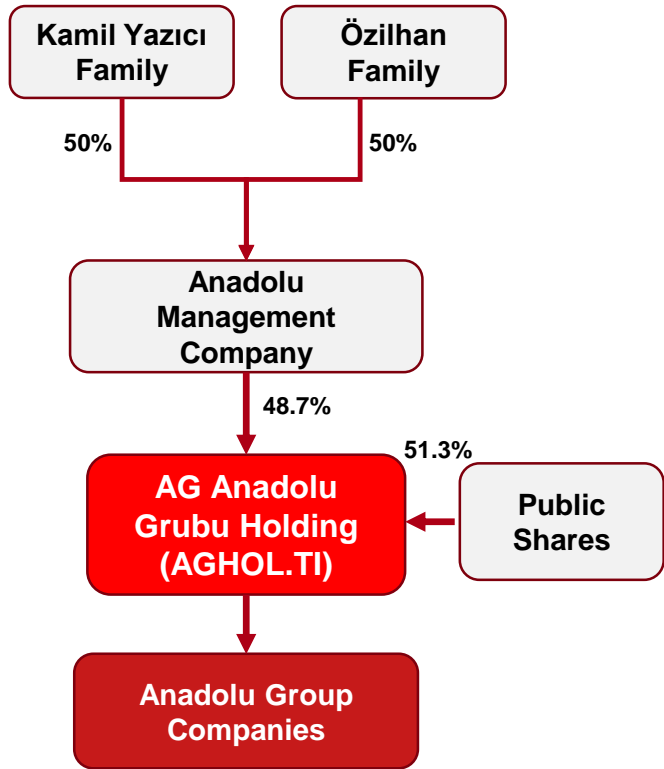 Kamil Yazıcı
Family
Özilhan
Family
50%
50%
Anadolu
Management
Company
48.7%
51.3%
AG Anadolu
Grubu Holding
(AGHOL.TI)
Public
Shares
Anadolu Group
Companies